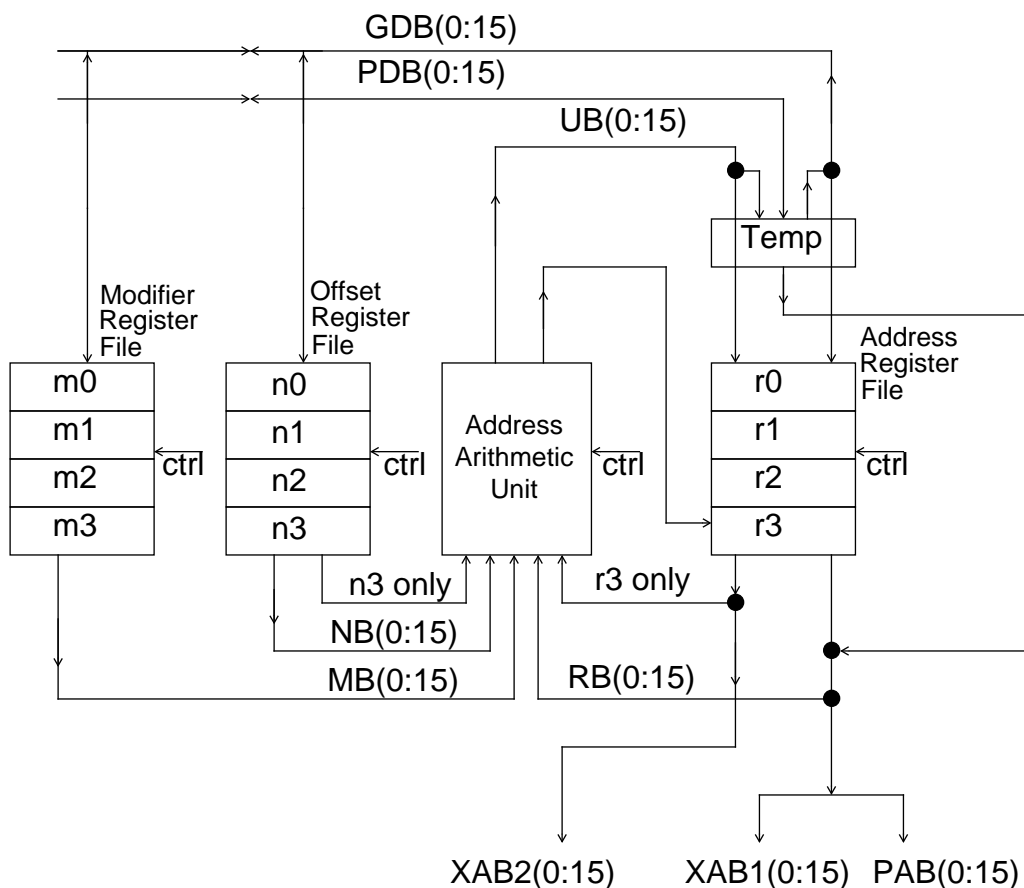 GDB(0:15)
PDB(0:15)
UB(0:15)
Temp
Modifier
Register
File
Offset
Register
File
Address
Register
File
m0
m1
m2
m3
ctrl
n0
n1
n2
n3
ctrl
Address
Arithmetic
Unit
ctrl
r0
r1
r2
r3
ctrl
n3 only
r3 only
NB(0:15)
MB(0:15)
RB(0:15)
XAB2(0:15)
XAB1(0:15)
PAB(0:15)